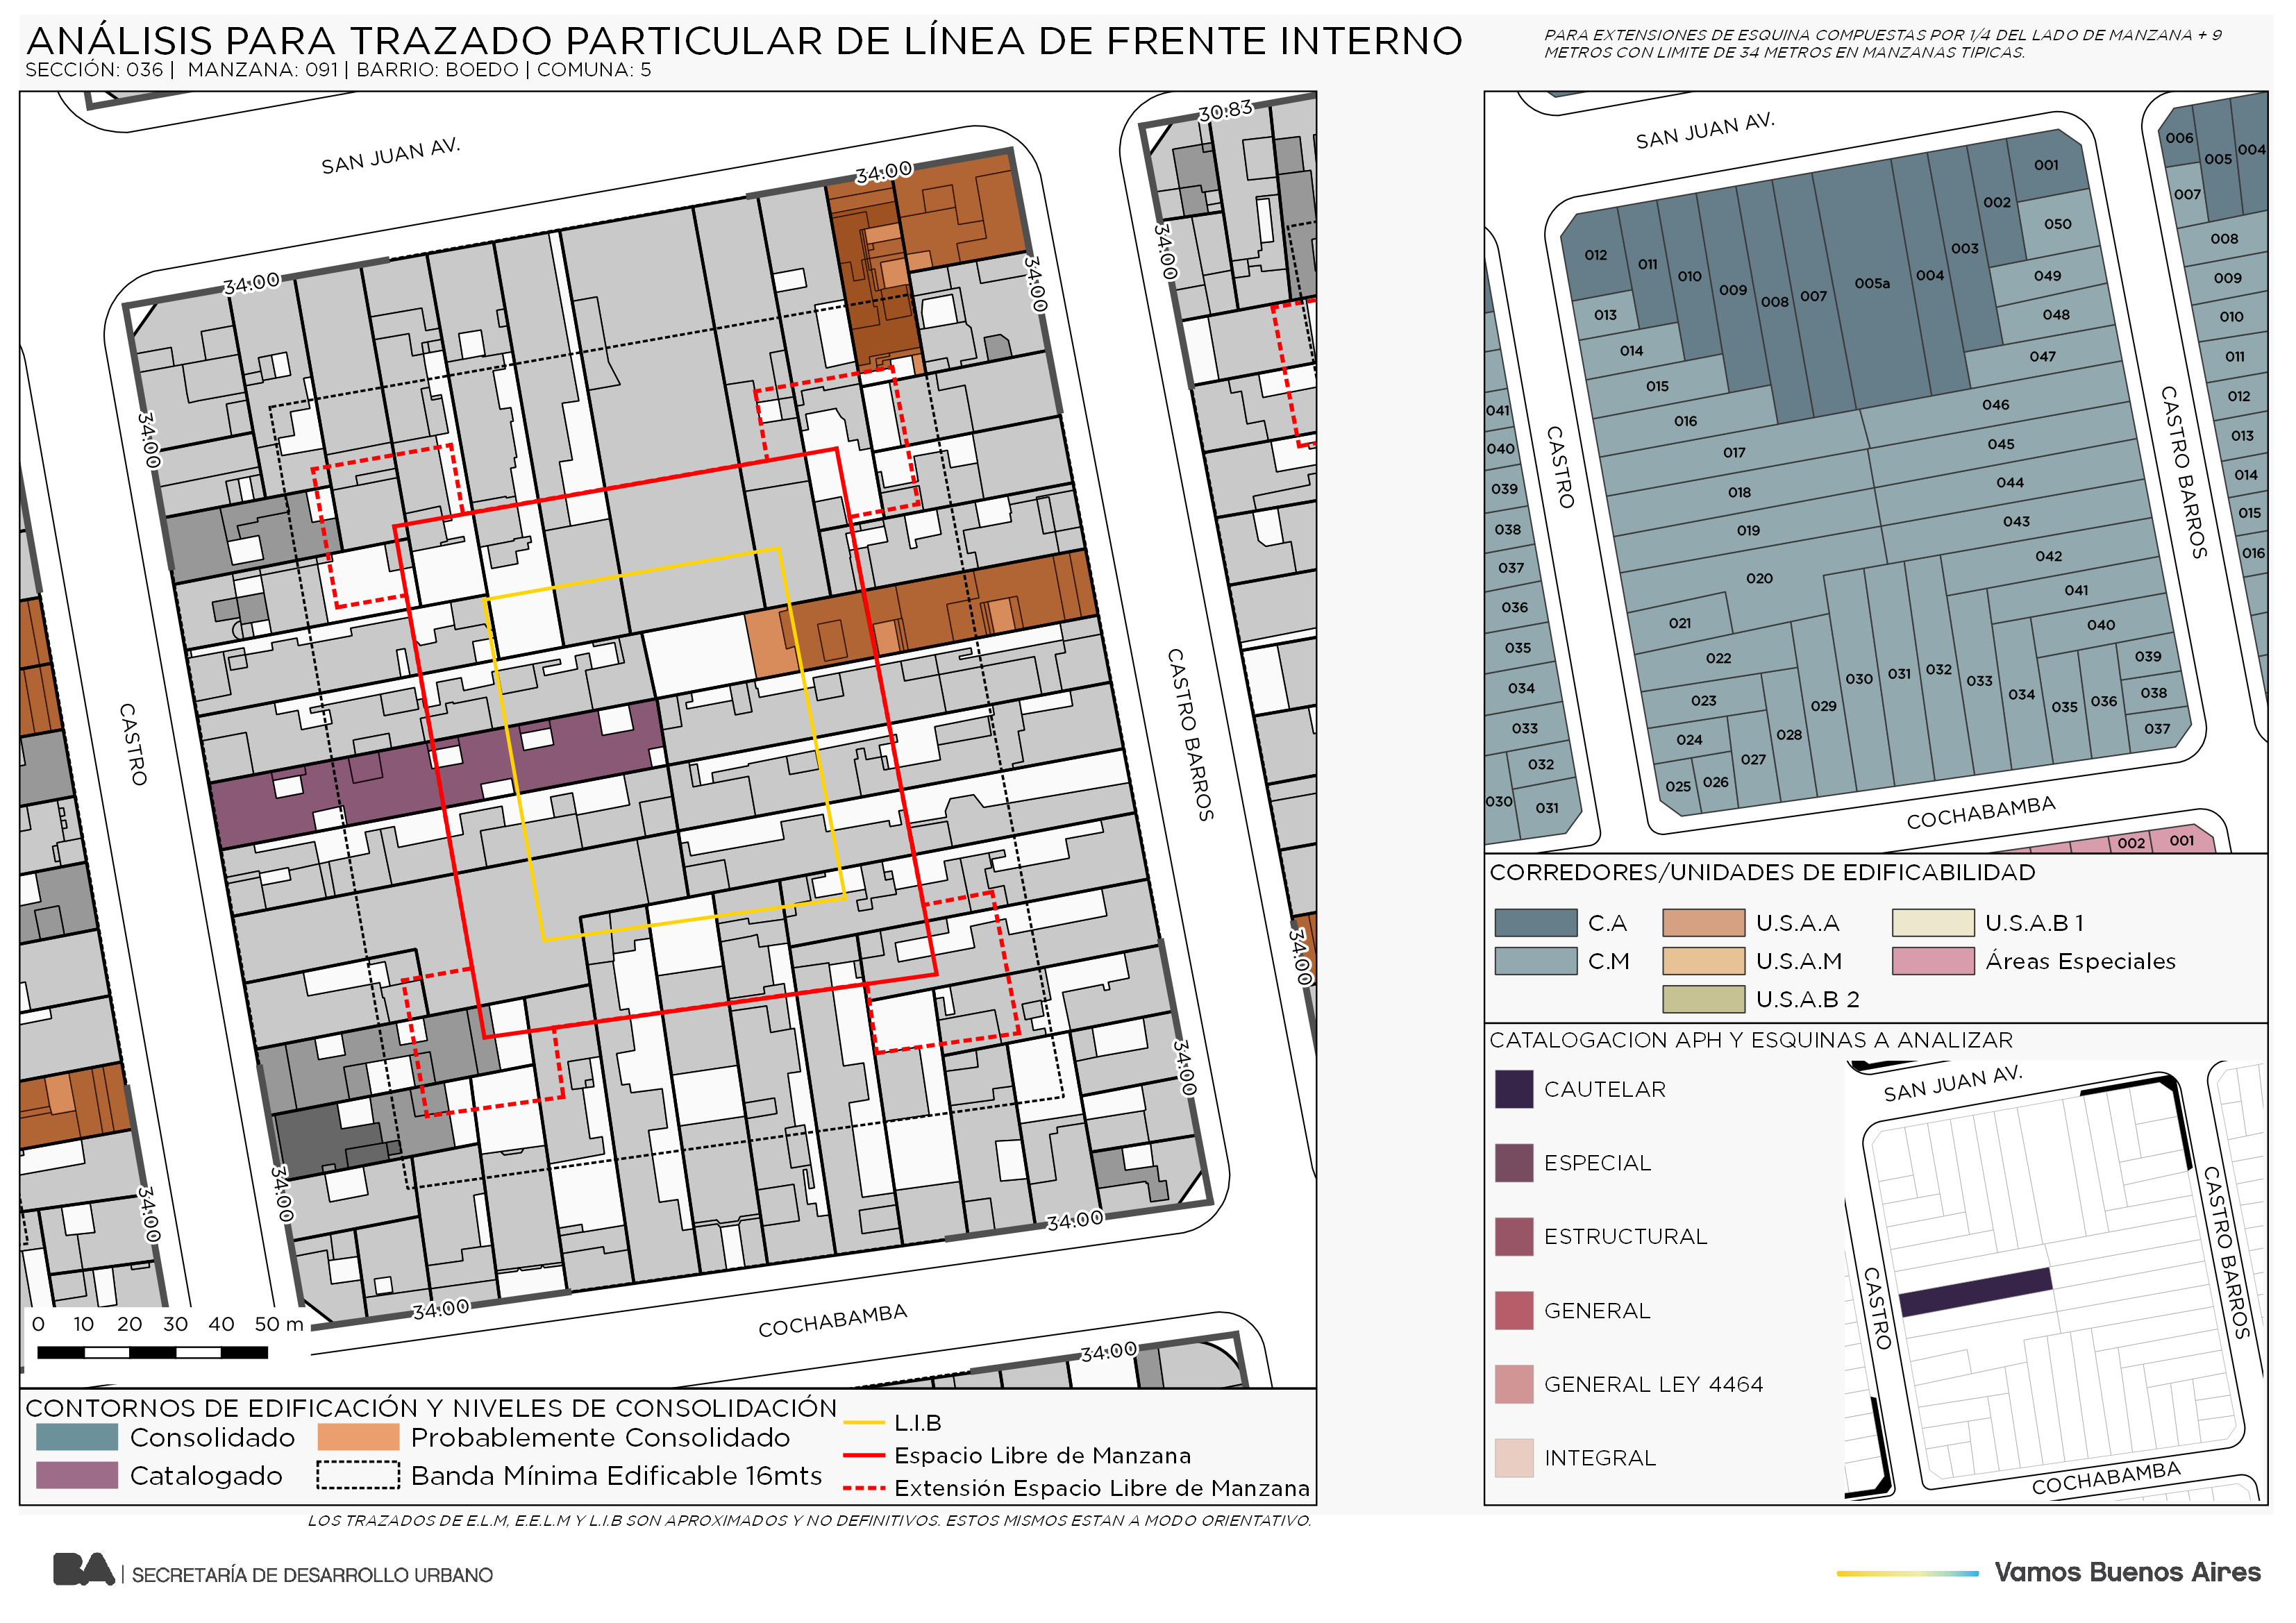 ANÁLISIS PARA TRAZADO PARTICULAR DE LÍNEA DE FRENTE INTERNO
SECCIÓN: 036 | MANZANA: 091 | BARRIO: BOEDO | COMUNA: 5
PARA EXTENSIONES DE ESQUINA COMPUESTAS POR 1/4 DEL LADO DE MANZANA + 9
METROS CON LIMITE DE 34 METROS EN MANZANAS TIPICAS.
30.83
SAN JUAN AV.
34.00
34.00
34.00
34.00
34.00
CASTRO
CASTRO BARROS
34.00
34.00
34.00
34.00
34.00
34.00
COCHABAMBA
34.00
0 10 20 30 40 50 m
CONTORNOS DE EDIFICACIÓN Y NIVELES DE CONSOLIDACIÓN
Consolidado
Probablemente Consolidado
Catalogado
Banda Mínima Edificable 16mts
L.I.B
Espacio Libre de Manzana
Extensión Espacio Libre de Manzana
LOS TRAZADOS DE E.L.M, E.E.L.M Y L.I.B SON APROXIMADOS Y NO DEFINITIVOS. ESTOS MISMOS ESTAN A MODO ORIENTATIVO.
SAN JUAN AV.
CASTRO
CASTRO BARROS
COCHABAMBA
001
002
003
004
005a
007
008
009
010
011
012
013
014
015
016
017
018
019
020
021
022
023
024
025
026
027
028
029
030
031
032
033
034
035
036
037
038
039
040
041
042
043
044
045
046
047
048
049
050
041
040
039
038
037
036
035
034
033
032
031
030
006
005
004
007
008
009
010
011
012
013
014
015
016
002
001
CORREDORES/UNIDADES DE EDIFICABILIDAD
C.A
U.S.A.A
U.S.A.B 1
C.M
U.S.A.M
Áreas Especiales
U.S.A.B 2
CATALOGACION APH Y ESQUINAS A ANALIZAR
CAUTELAR
ESPECIAL
ESTRUCTURAL
GENERAL
GENERAL LEY 4464
INTEGRAL
SAN JUAN AV.
CASTRO
CASTRO BARROS
COCHABAMBA
BA | SECRETARÍA DE DESARROLLO URBANO
Vamos Buenos Aires